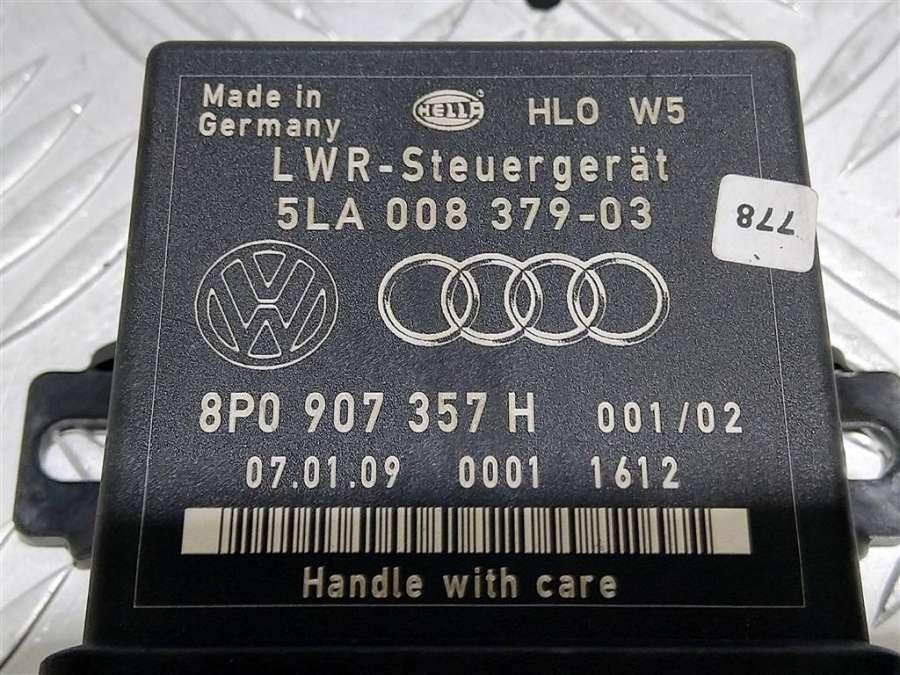 Made in
Germany
HELLA
HLO W5
LWR-Steuergerät
5LA 008 379-03
778
VW
8P0 907 357 H 001/02
07.01.09 0001 1612
Handle with care